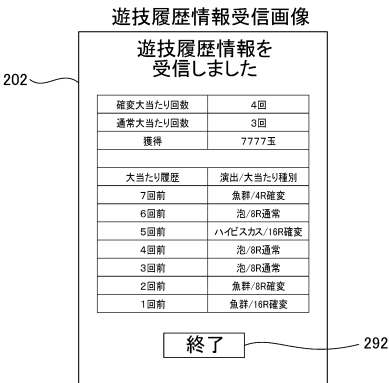 遊技履歴情報受信画像
遊技履歴情報を
受信しました
202
確変大当たり回数 4回
通常大当たり回数 3回
獲得 7777玉
大当たり履歴 演出/大当たり種別
7回前 魚群/4R確変
6回前 泡/8R通常
5回前 ハイビスカス/16R確変
4回前 泡/8R通常
3回前 泡/8R通常
2回前 魚群/8R確変
1回前 魚群/16R確変
終了
292